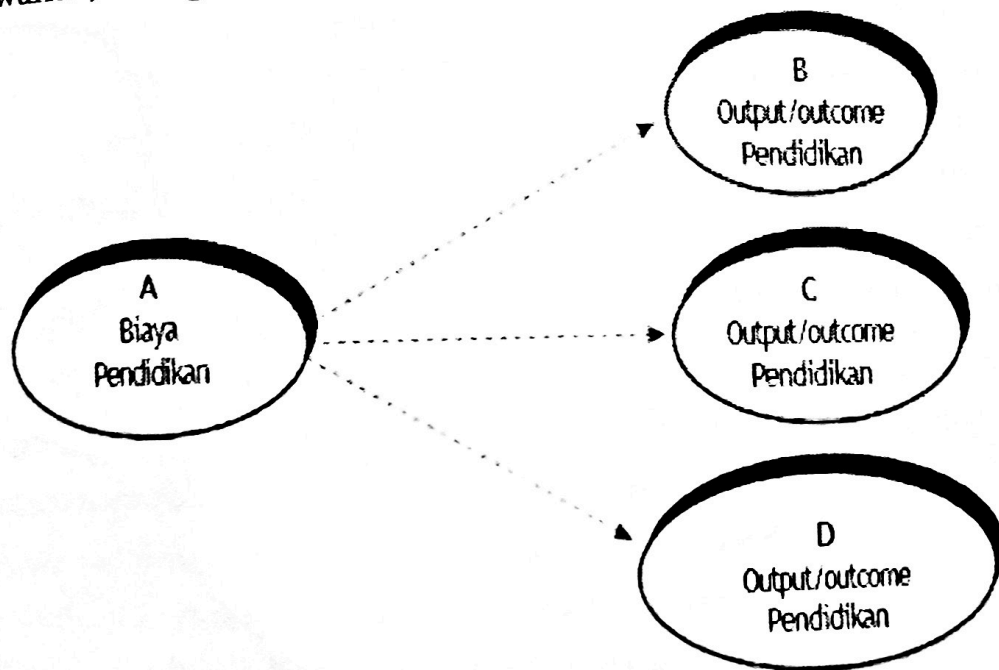 A
Biaya
Pendidikan
B
Output/outcome
Pendidikan
C
Output/outcome
Pendidikan
D
Output/outcome
Pendidikan